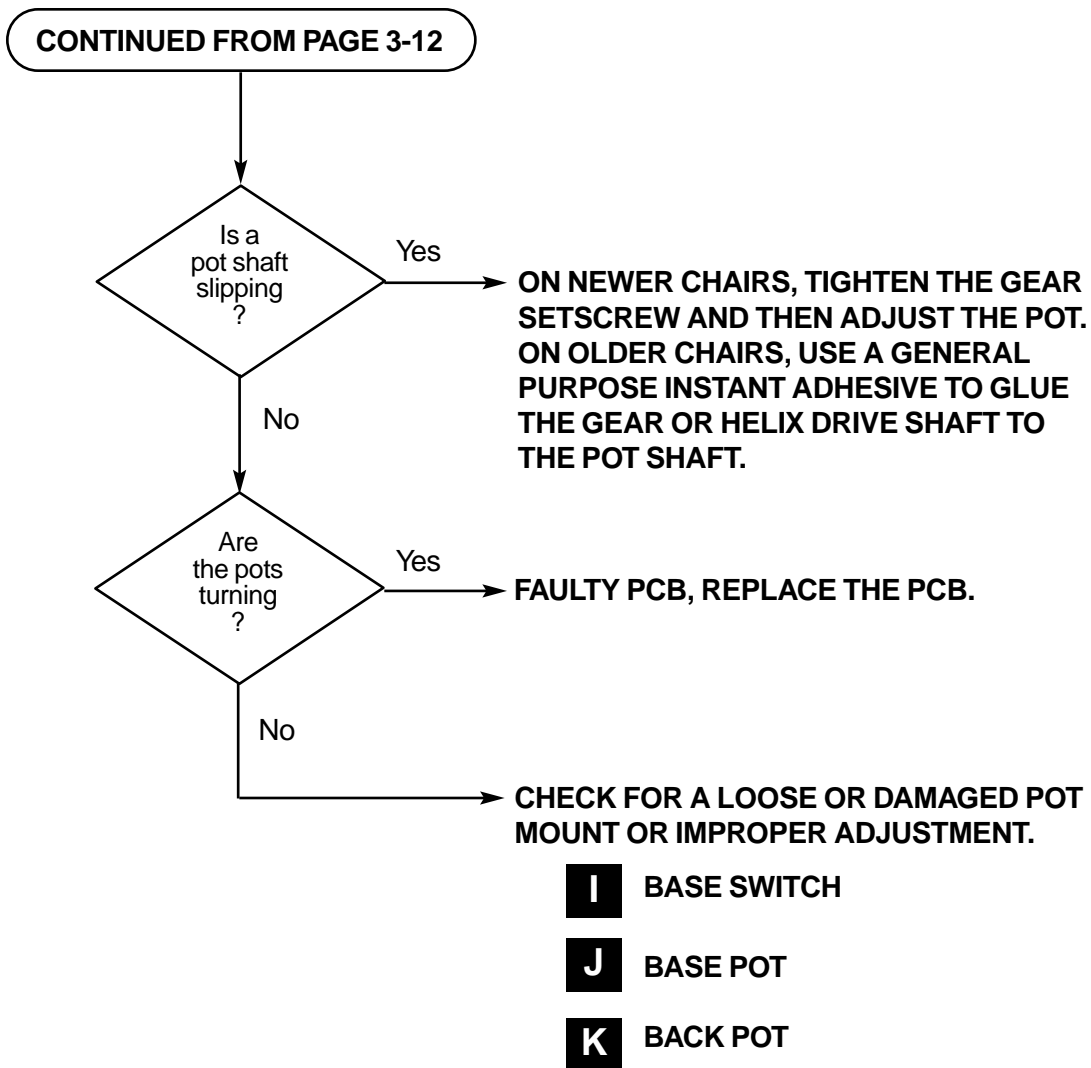 CONTINUED FROM PAGE 3-12
Is a
pot shaft
slipping
?
Yes
ON NEWER CHAIRS, TIGHTEN THE GEAR
SETSCREW AND THEN ADJUST THE POT.
ON OLDER CHAIRS, USE A GENERAL
PURPOSE INSTANT ADHESIVE TO GLUE
THE GEAR OR HELIX DRIVE SHAFT TO
THE POT SHAFT.
No
Are
the pots
turning
?
Yes
FAULTY PCB, REPLACE THE PCB.
No
CHECK FOR A LOOSE OR DAMAGED POT
MOUNT OR IMPROPER ADJUSTMENT.
I BASE SWITCH
J BASE POT
K BACK POT